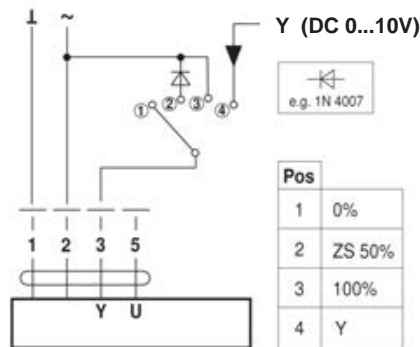 ⊥ ~
Y (DC 0...10V)
① ② ③ ④
e.g. 1N 4007
Pos
1 0%
2 ZS 50%
3 100%
4 Y
1 2 3 5
Y U